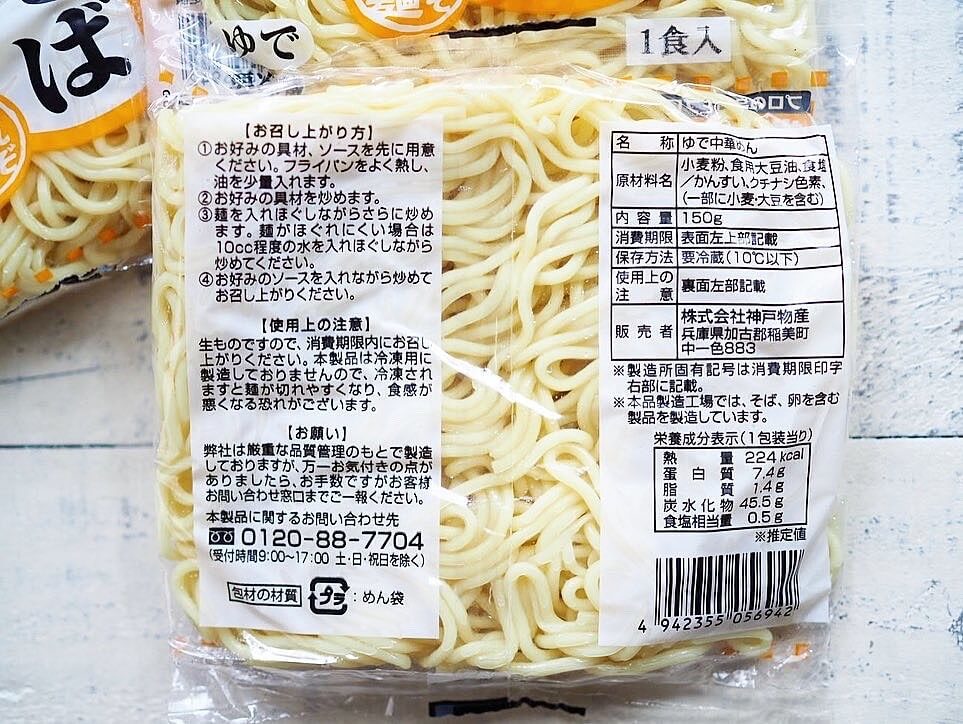 ば
ゆで
1食入
プロの
【お召し上がり方】
①お好みの具材、ソースを先に用意
ください。フライパンをよく熱し、
油を少量入れます。
②お好みの具材を炒めます。
③麺を入れほぐしながらさらに炒め
ます。麺がほぐれにくい場合は
10cc程度の水を入れほぐしながら
炒めてください。
④お好みのソースを入れながら炒めて
お召し上がりください。
【使用上の注意】
生ものですので、消費期限内にお召し
上がりください。本製品は冷凍用に
製造しておりませんので、冷凍され
ますと麺が切れやすくなり、食感が
悪くなる恐れがございます。
【お願い】
弊社は厳重な品質管理のもとで製造
しておりますが、万一お気付きの点が
ありましたら、お手数ですがお客様
お問い合わせ窓口までご一報ください。
本製品に関するお問い合わせ先
0120-88-7704
(受付時間9:00〜17:00 土・日・祝日を除く)
包材の材質 プラ:めん袋
名称 ゆで中華めん
原材料名 小麦粉、食用大豆油、食塩
/かんすい、クチナシ色素、
(一部に小麦・大豆を含む)
内容量 150g
消費期限 表面左上部記載
保存方法 要冷蔵(10℃以下)
使用上の注意 裏面左部記載
販売者 株式会社神戸物産
兵庫県加古郡稲美町
中一色883
※製造所固有記号は消費期限印字
右部に記載。
※本品製造工場では、そば、卵を含む
製品を製造しています。
栄養成分表示(1包装当り)
熱量 224kcal
蛋白質 7.4g
脂質 1.4g
炭水化物 45.5g
食塩相当量 0.5g
※推定値
4 942355 056942